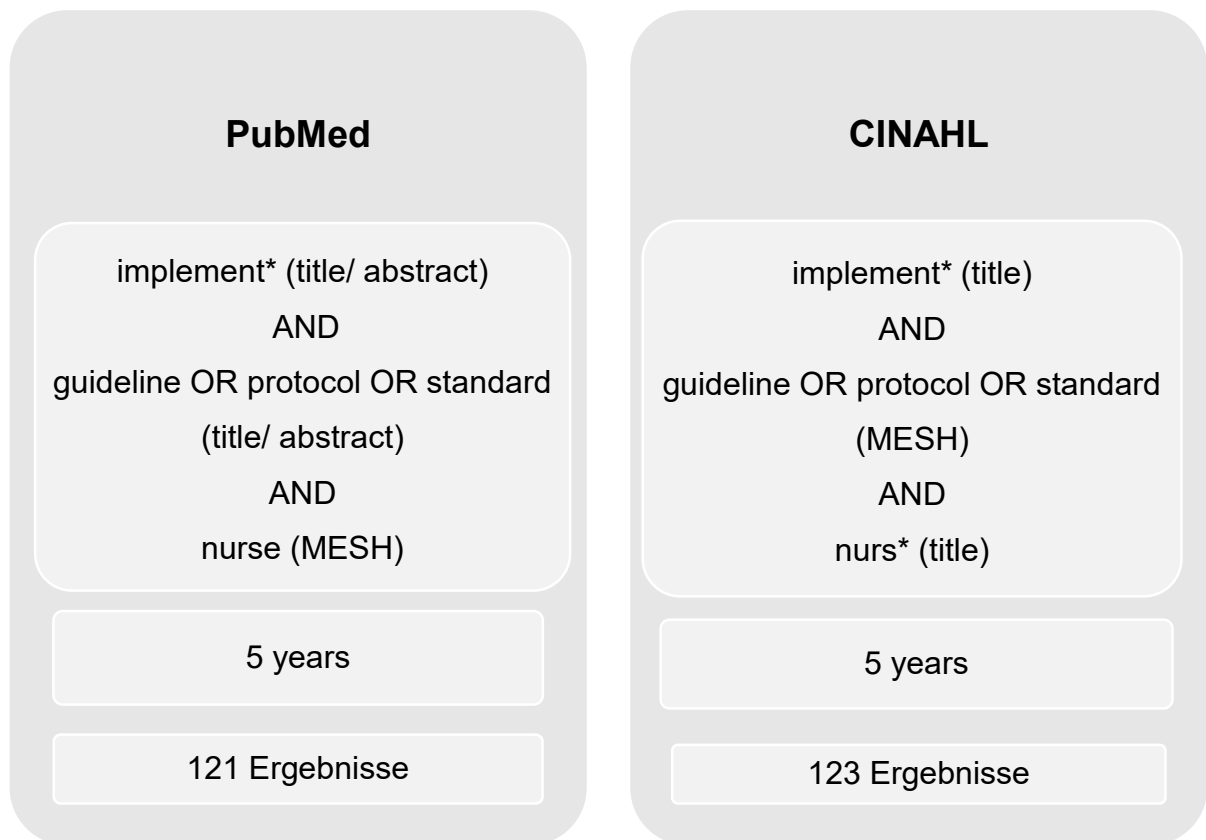 PubMed
implement* (title/ abstract)
AND
guideline OR protocol OR standard
(title/ abstract)
AND
nurse (MESH)
5 years
121 Ergebnisse
CINAHL
implement* (title)
AND
guideline OR protocol OR standard
(MESH)
AND
nurs* (title)
5 years
123 Ergebnisse